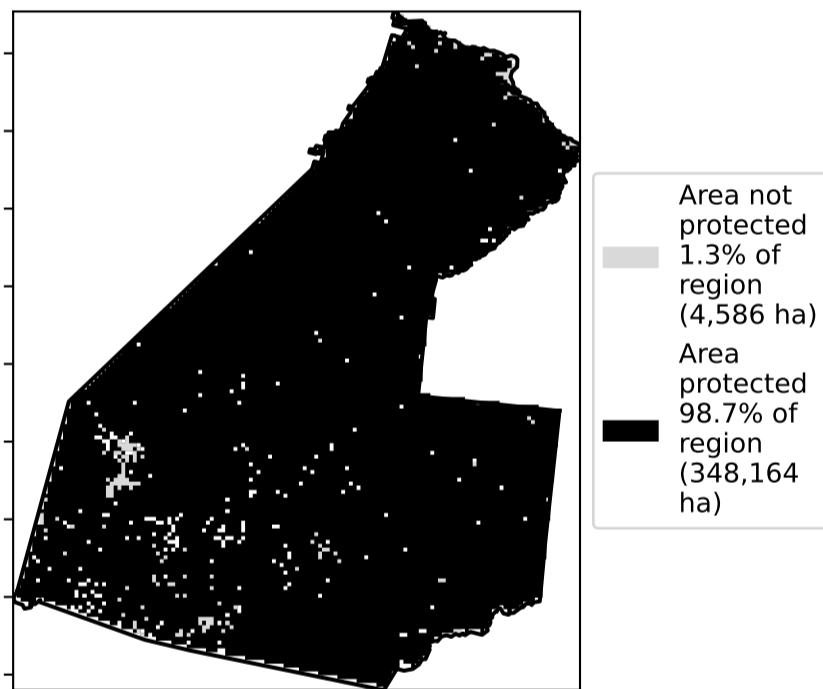 Area not
protected
1.3% of
region
(4,586 ha)
Area
protected
98.7% of
region
(348,164
ha)